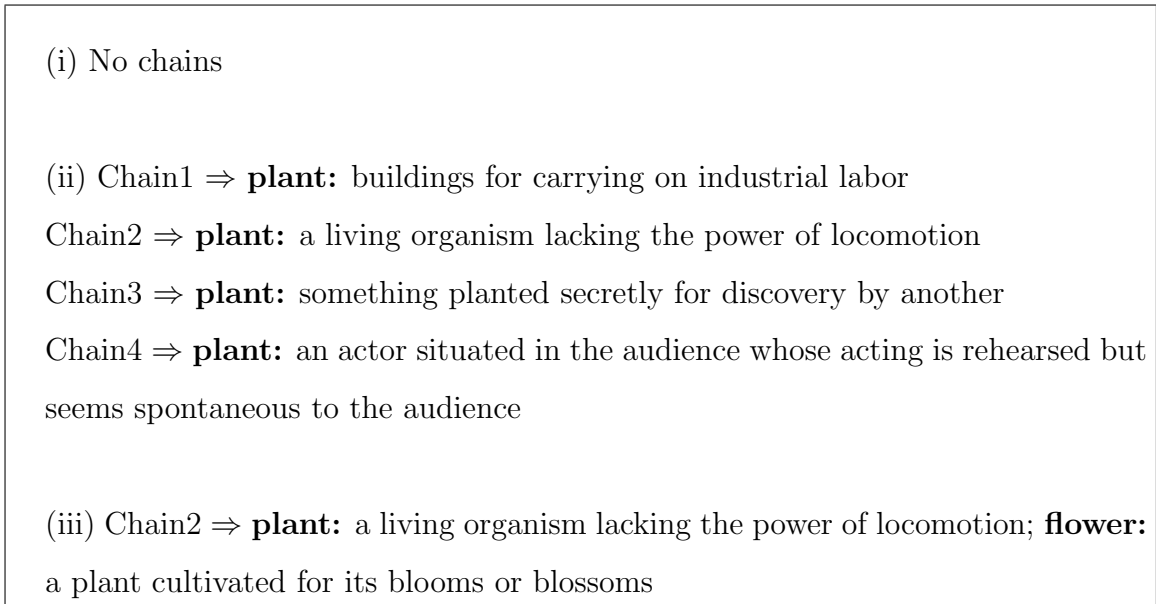 (i) No chains
(ii) Chain1 ⇒ plant: buildings for carrying on industrial labor
Chain2 ⇒ plant: a living organism lacking the power of locomotion
Chain3 ⇒ plant: something planted secretly for discovery by another
Chain4 ⇒ plant: an actor situated in the audience whose acting is rehearsed but
seems spontaneous to the audience
(iii) Chain2 ⇒ plant: a living organism lacking the power of locomotion; flower:
a plant cultivated for its blooms or blossoms